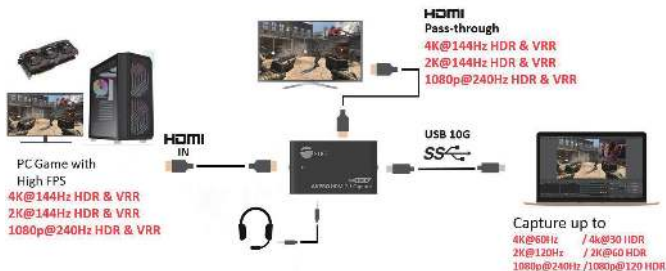 HDMI
Pass-through
4K@144Hz HDR & VRR
2K@144Hz HDR & VRR
1080p@240Hz HDR & VRR
HDMI
IN
USB 10G
SS
PC Game with
High FPS
4K@144Hz HDR & VRR
2K@144Hz HDR & VRR
1080p@240Hz HDR & VRR
Capture up to
4K@60Hz / 4k@30 HDR
2K@120Hz / 2K@60 HDR
1080p@240Hz /1080p@120 HDR